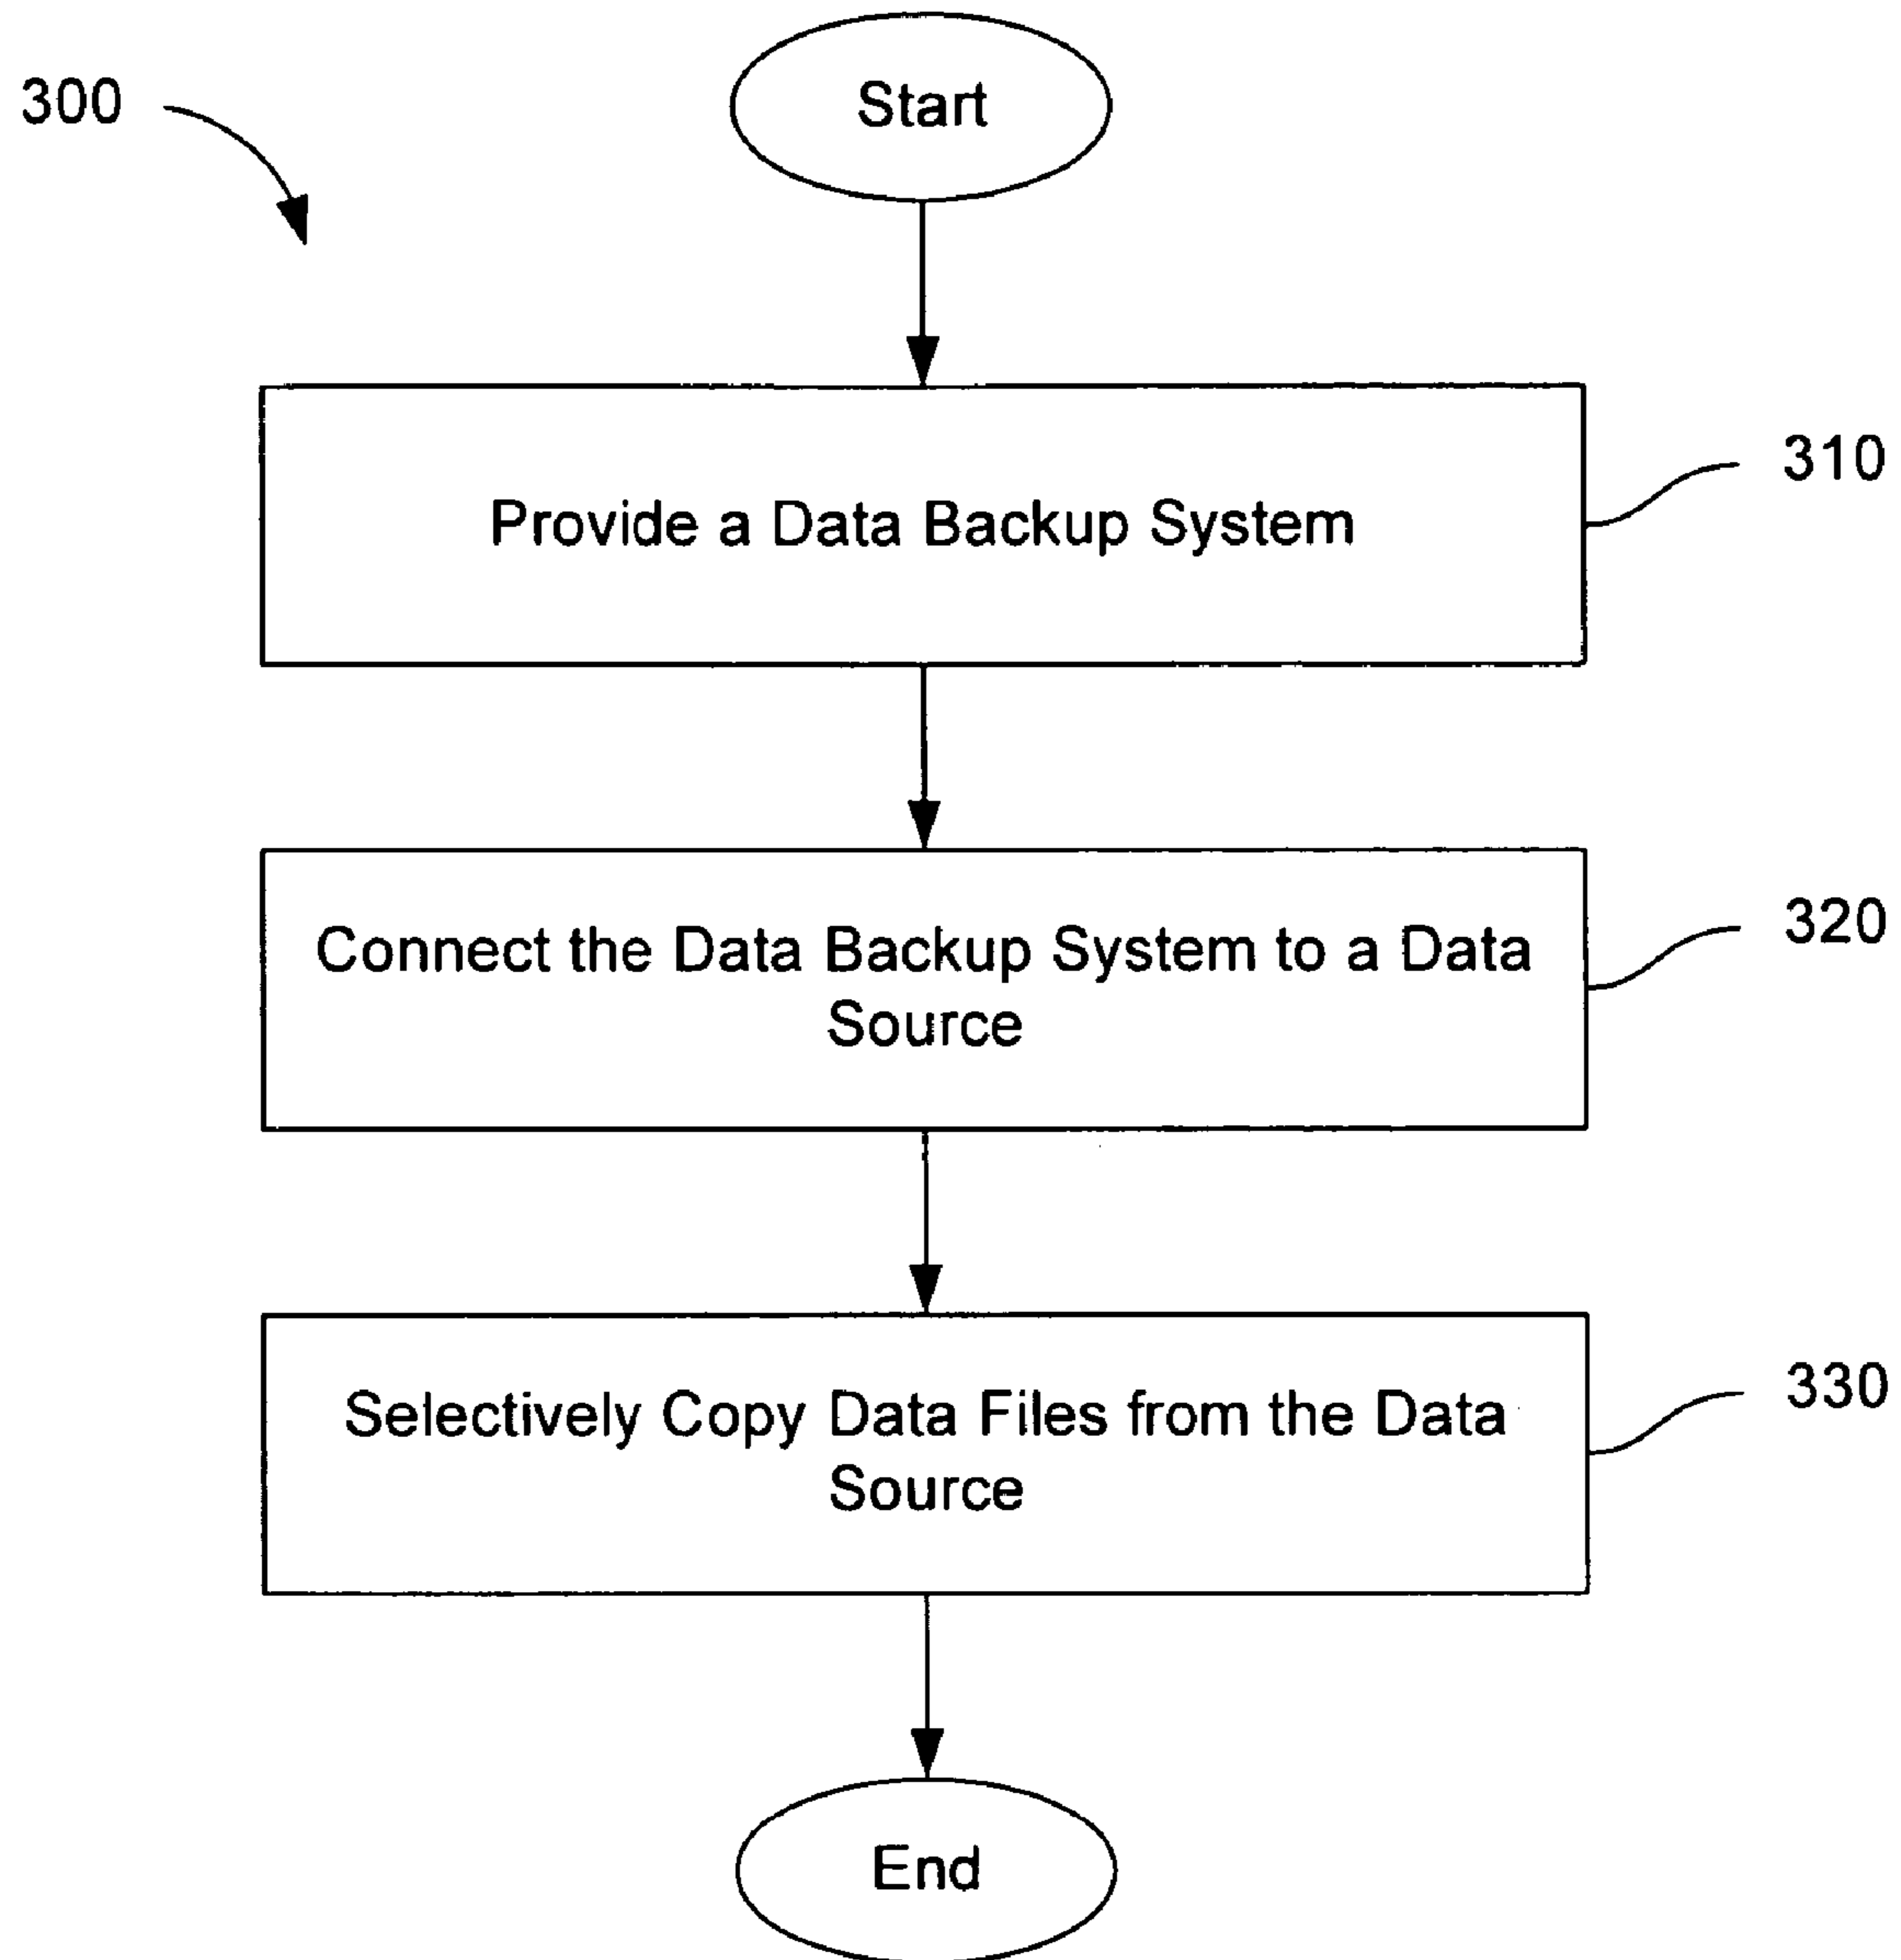 300
Start
Provide a Data Backup System
310
Connect the Data Backup System to a Data
Source
320
Selectively Copy Data Files from the Data
Source
330
End